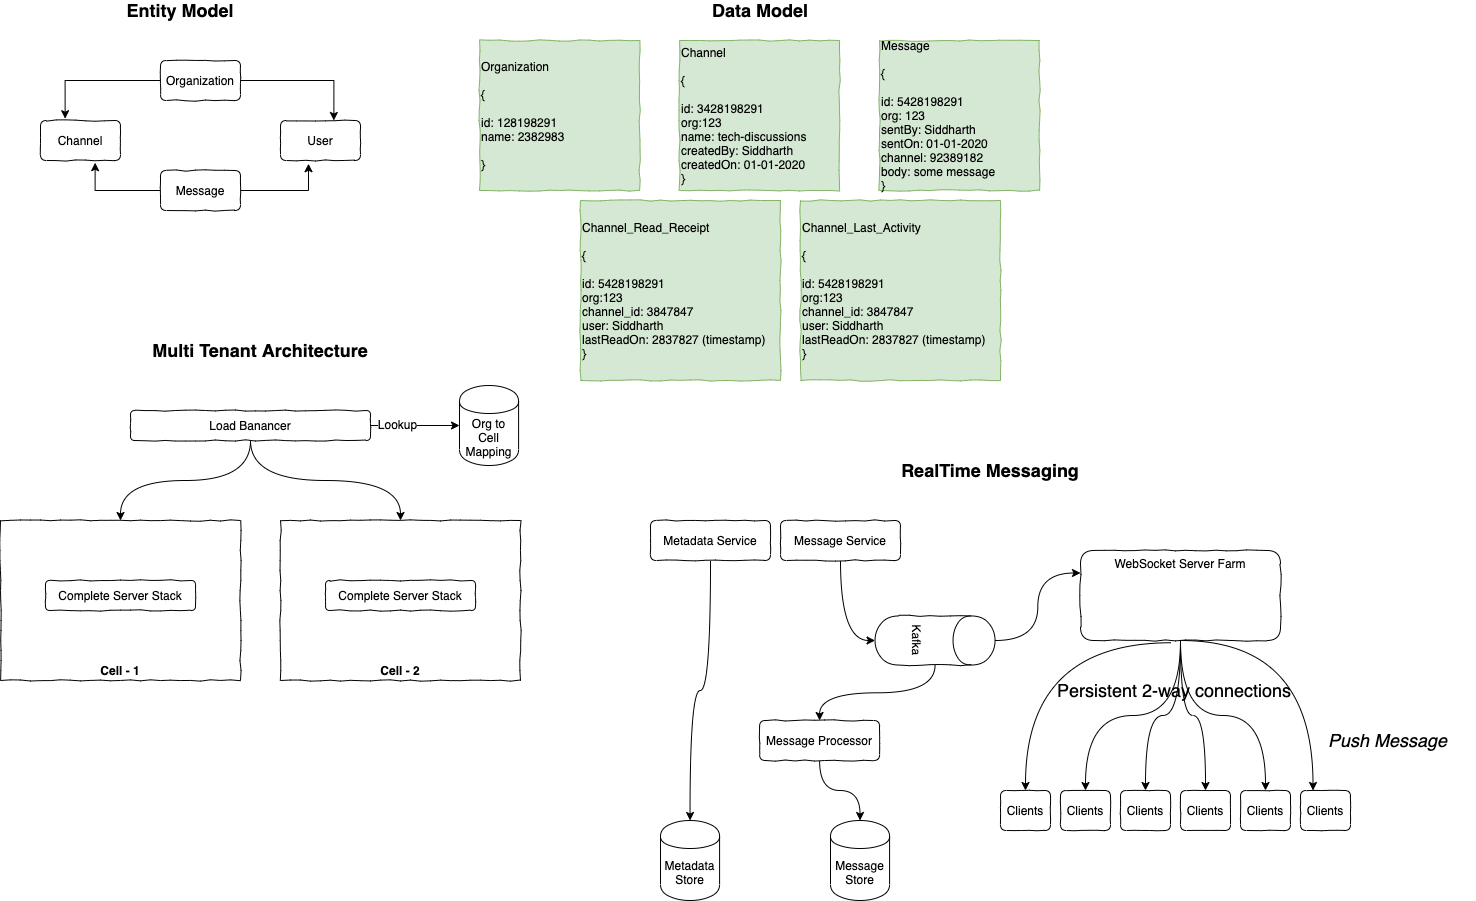 Entity Model
Organization
Channel
User
Message
Data Model
Organization
{
id: 128198291
name: 2382983
}
Channel
{
id: 3428198291
org:123
name: tech-discussions
createdBy: Siddharth
createdOn: 01-01-2020
}
Message
{
id: 5428198291
org: 123
sentBy: Siddharth
sentOn: 01-01-2020
channel: 92389182
body: some message
}
Channel_Read_Receipt
{
id: 5428198291
org:123
channel_id: 3847847
user: Siddharth
lastReadOn: 2837827 (timestamp)
}
Channel_Last_Activity
{
id: 5428198291
org:123
channel_id: 3847847
user: Siddharth
lastReadOn: 2837827 (timestamp)
}
Multi Tenant Architecture
Load Banancer
Lookup
Org to
Cell
Mapping
Complete Server Stack
Cell - 1
Complete Server Stack
Cell - 2
RealTime Messaging
Metadata Service
Message Service
WebSocket Server Farm
Kafka
Persistent 2-way connections
Message Processor
Push Message
Clients
Clients
Clients
Clients
Clients
Clients
Metadata
Store
Message
Store